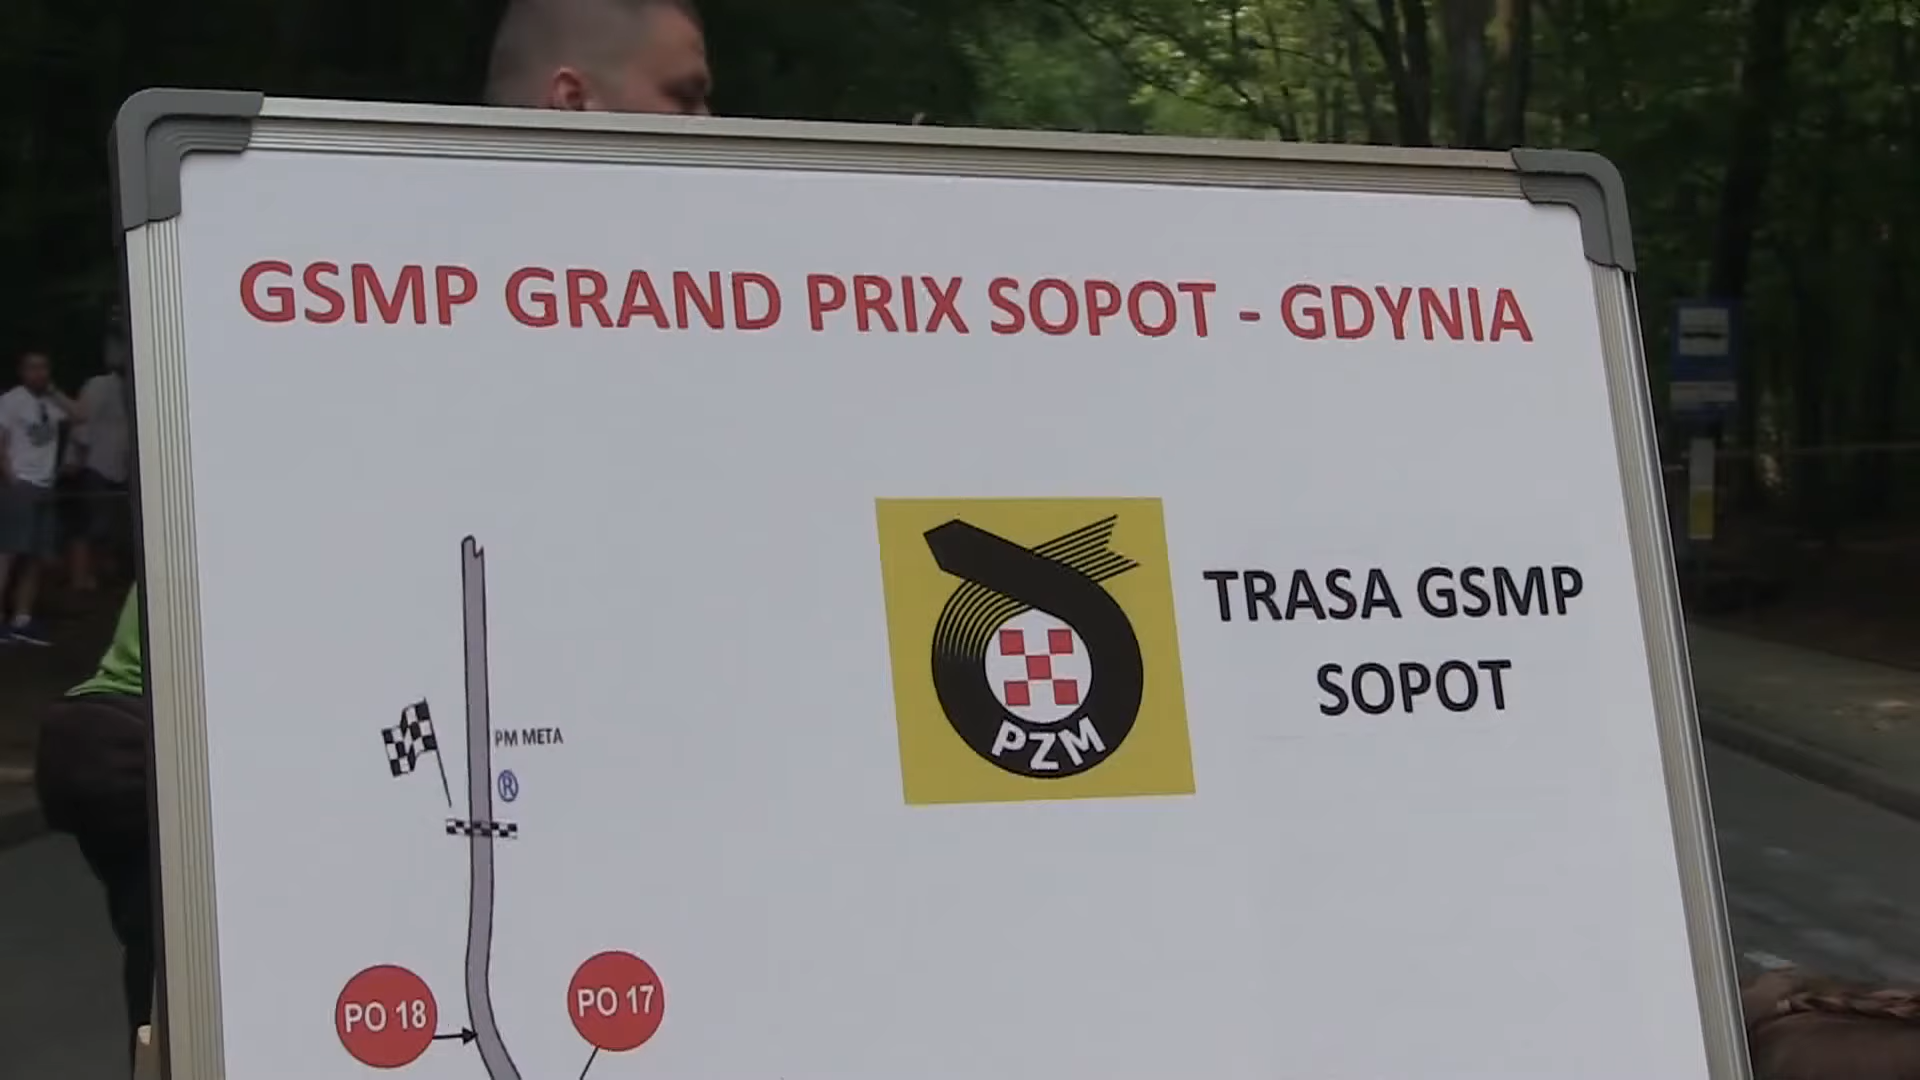 GSMP GRAND PRIX SOPOT - GDYNIA
TRASA GSMP
SOPOT
PZM
PM META
®
PO 18
PO 17